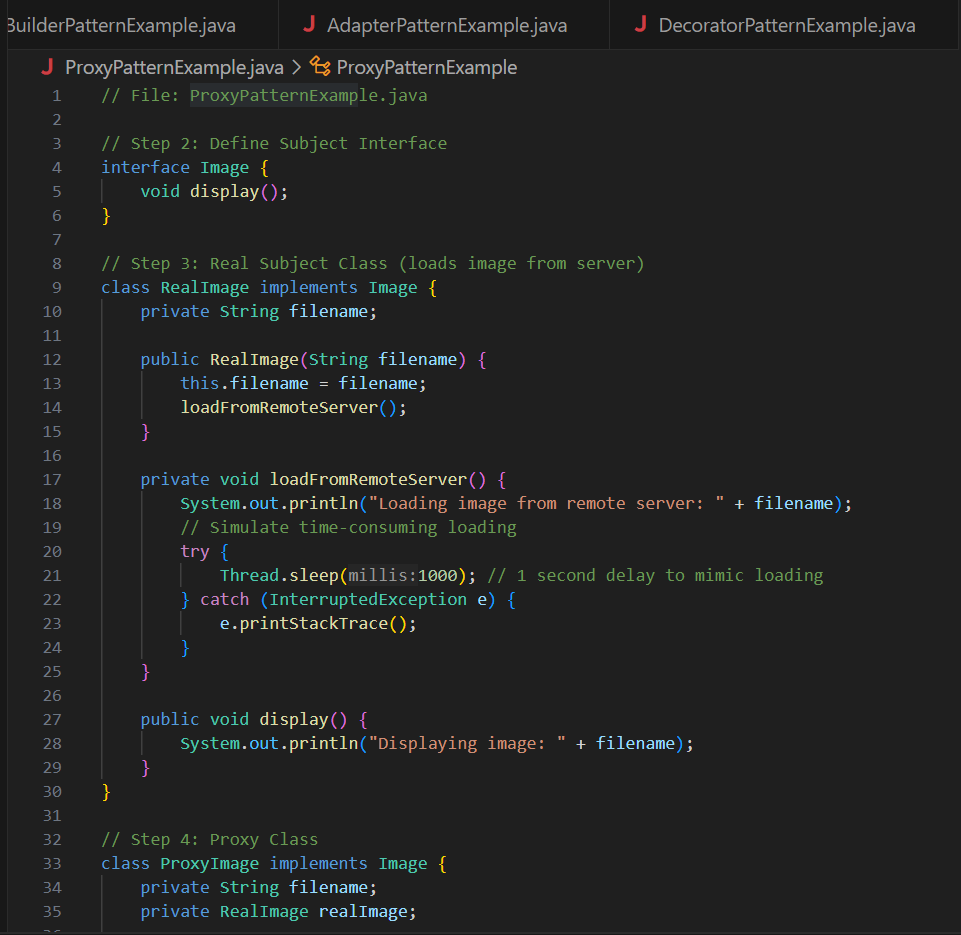 BuilderPatternExample.java
J AdapterPatternExample.java
J DecoratorPatternExample.java
J ProxyPatternExample.java > ProxyPatternExample
1 // File: ProxyPatternExample.java
2
3 // Step 2: Define Subject Interface
4 interface Image {
5     void display();
6 }
7
8 // Step 3: Real Subject Class (loads image from server)
9 class RealImage implements Image {
10     private String filename;
11
12     public RealImage(String filename) {
13         this.filename = filename;
14         loadFromRemoteServer();
15     }
16
17     private void loadFromRemoteServer() {
18         System.out.println("Loading image from remote server: " + filename);
19         // Simulate time-consuming loading
20         try {
21             Thread.sleep(millis:1000); // 1 second delay to mimic loading
22         } catch (InterruptedException e) {
23             e.printStackTrace();
24         }
25     }
26
27     public void display() {
28         System.out.println("Displaying image: " + filename);
29     }
30 }
31
32 // Step 4: Proxy Class
33 class ProxyImage implements Image {
34     private String filename;
35     private RealImage realImage;